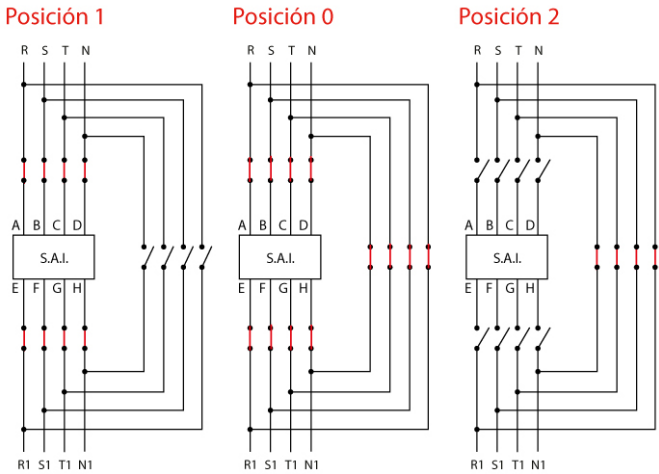 Posición 1 Posición 0 Posición 2
R S T N R S T N R S T N
A B C D A B C D A B C D
S.A.I. S.A.I. S.A.I.
E F G H E F G H E F G H
R1 S1 T1 N1 R1 S1 T1 N1 R1 S1 T1 N1